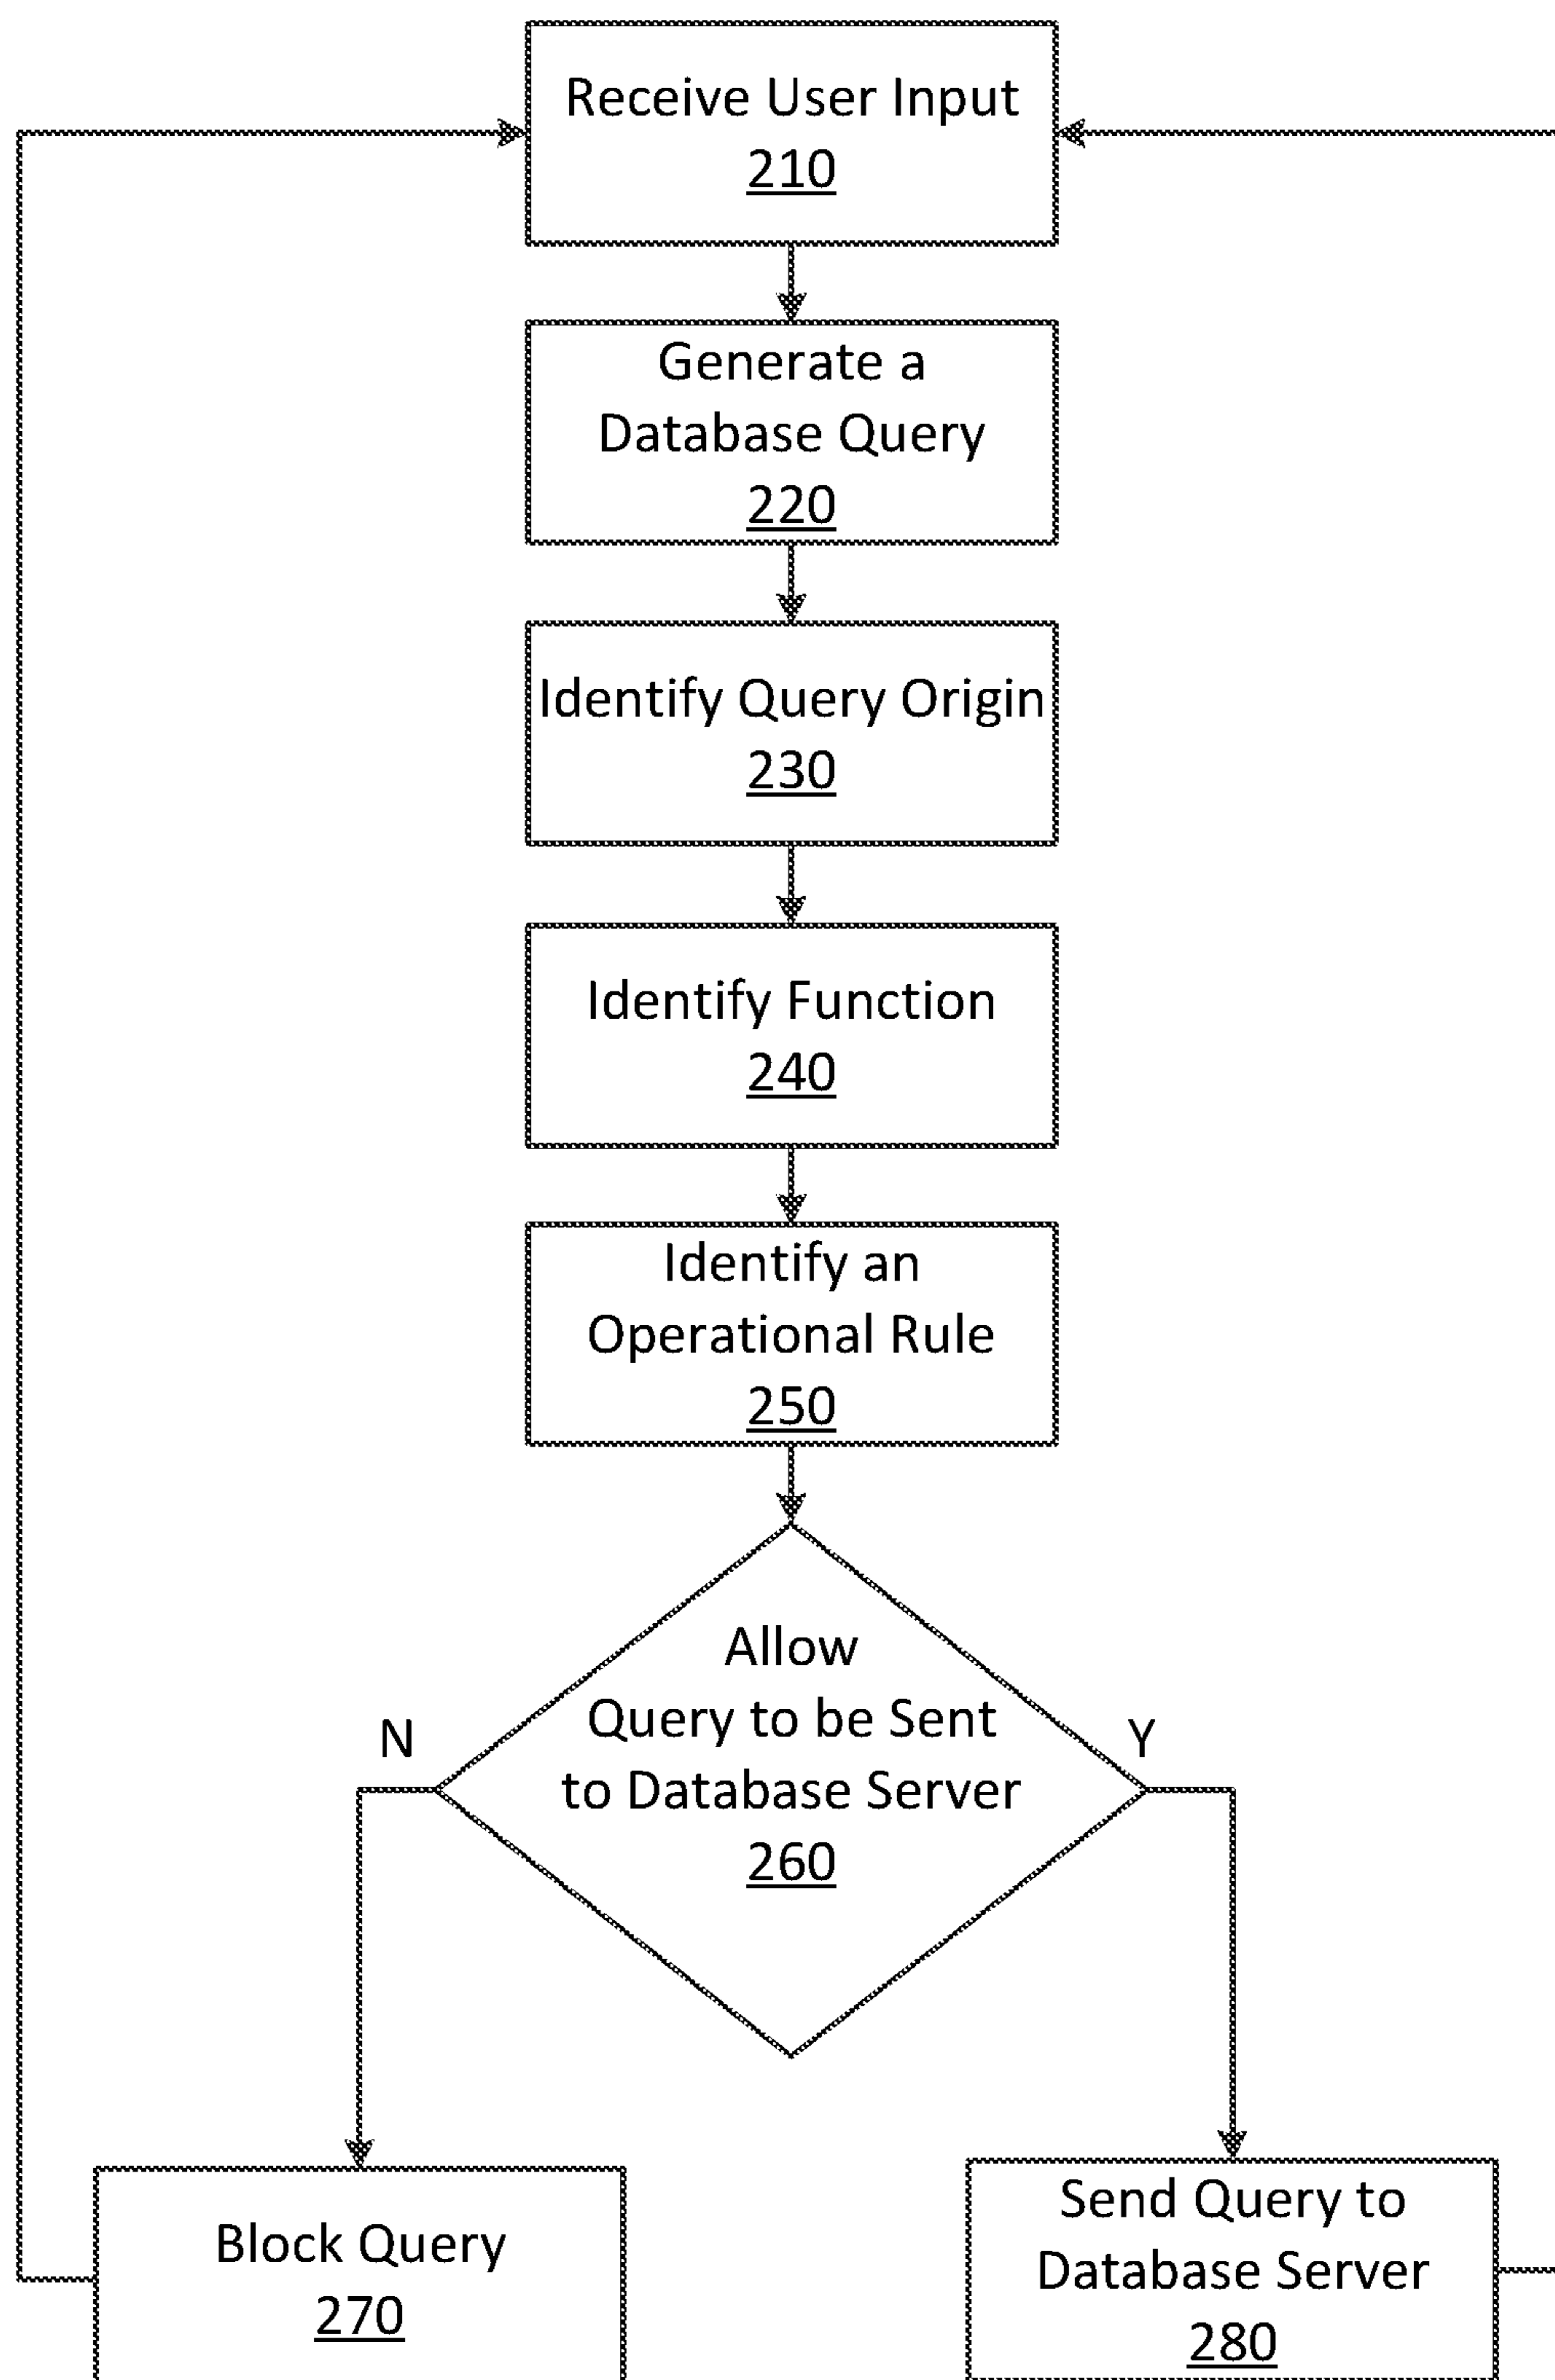 Receive User Input
210
Generate a
Database Query
220
Identify Query Origin
230
Identify Function
240
Identify an
Operational Rule
250
Allow
Query to be Sent
to Database Server
260
N
Y
Block Query
270
Send Query to
Database Server
280